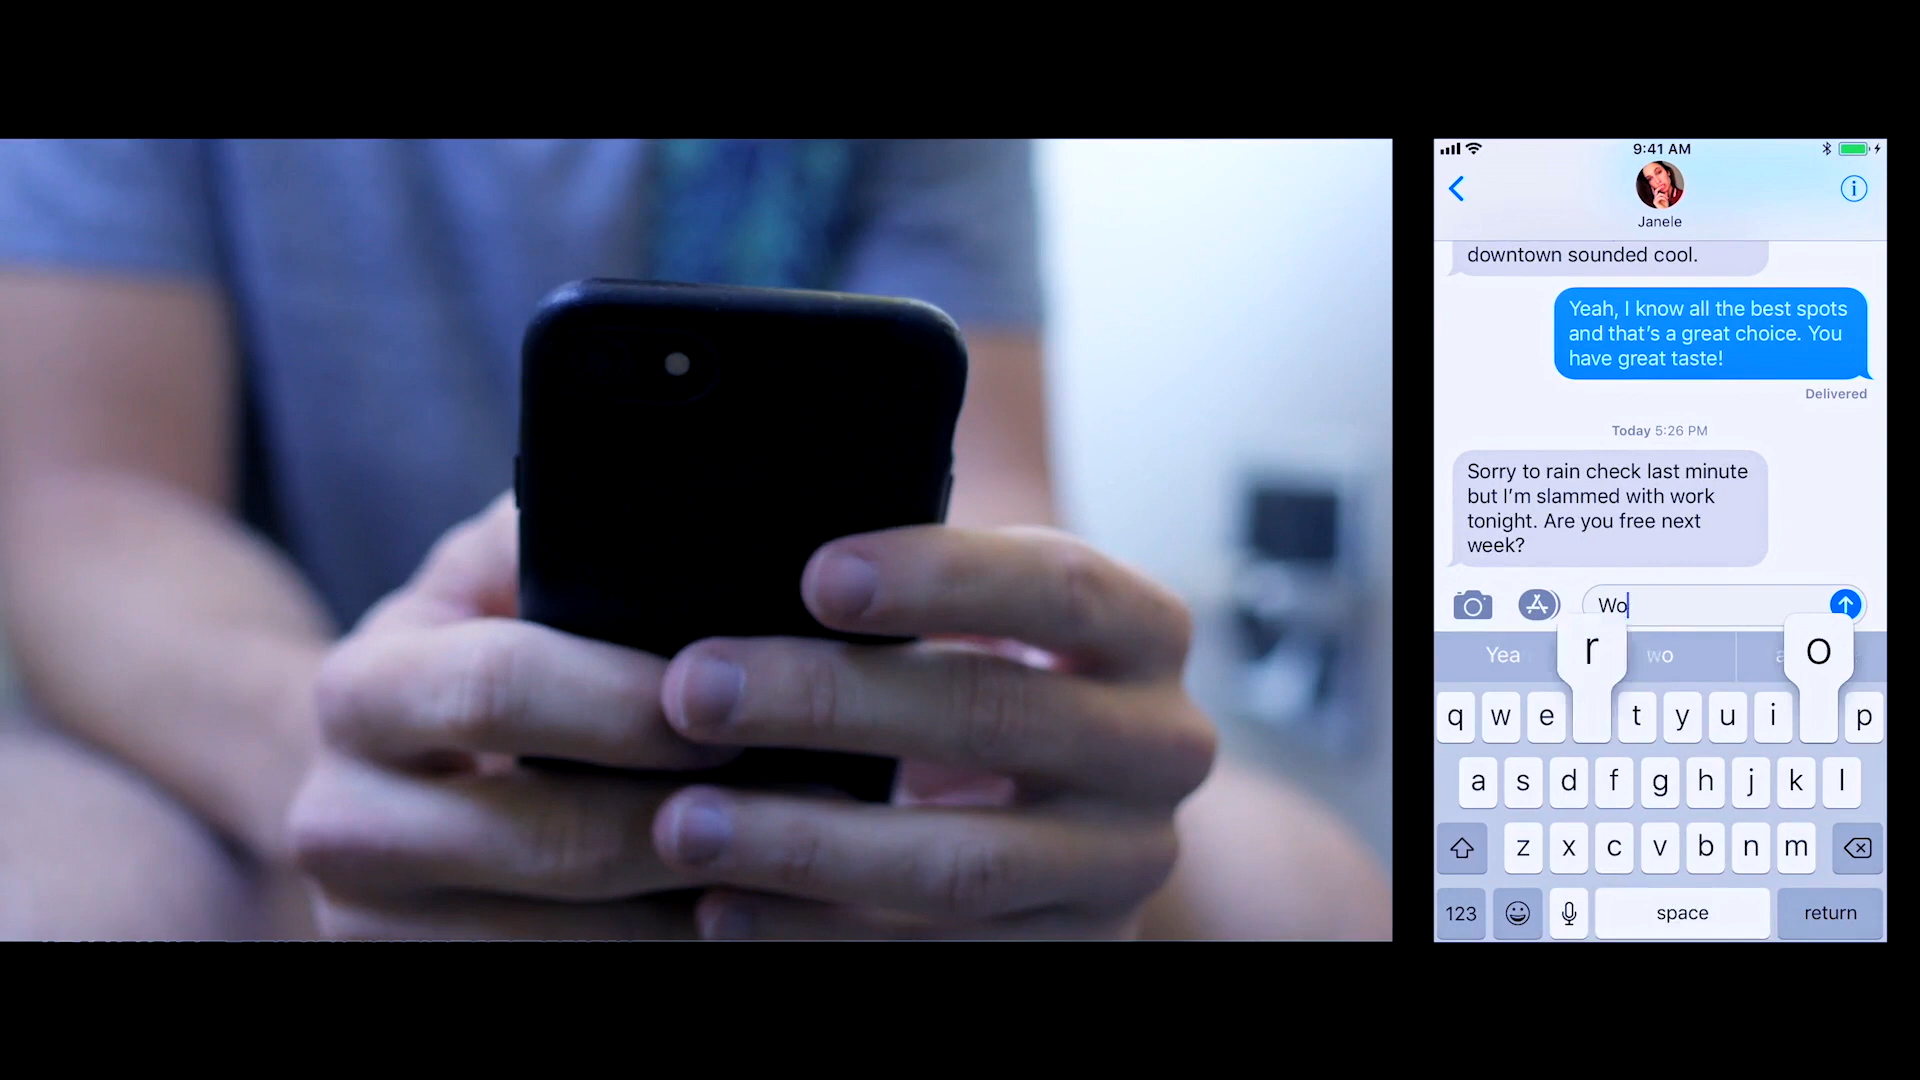 9:41 AM
Janele
downtown sounded cool.
Yeah, I know all the best spots
and that’s a great choice. You
have great taste!
Delivered
Today 5:26 PM
Sorry to rain check last minute
but I’m slammed with work
tonight. Are you free next
week?
Wo
Yea wo
r o
q w e t y u i p
a s d f g h j k l
z x c v b n m
123 space return